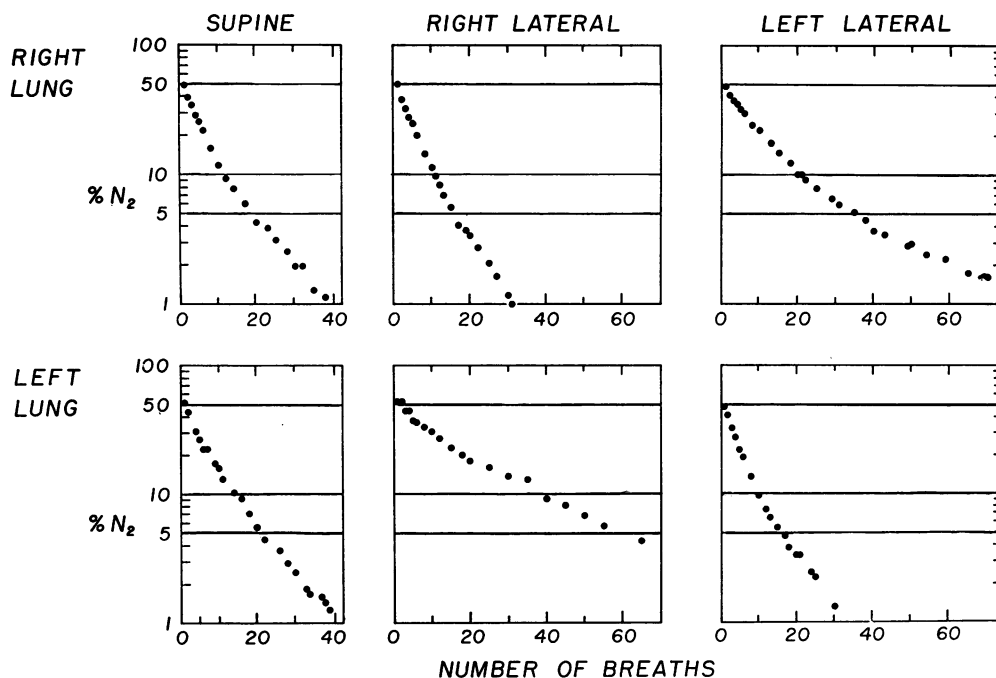 SUPINE RIGHT LATERAL LEFT LATERAL
RIGHT LUNG
% N₂
100
50
10
5
1
0 20 40
0 20 40 60
0 20 40 60
LEFT LUNG
% N₂
100
50
10
5
1
0 20 40
0 20 40 60
0 20 40 60
NUMBER OF BREATHS